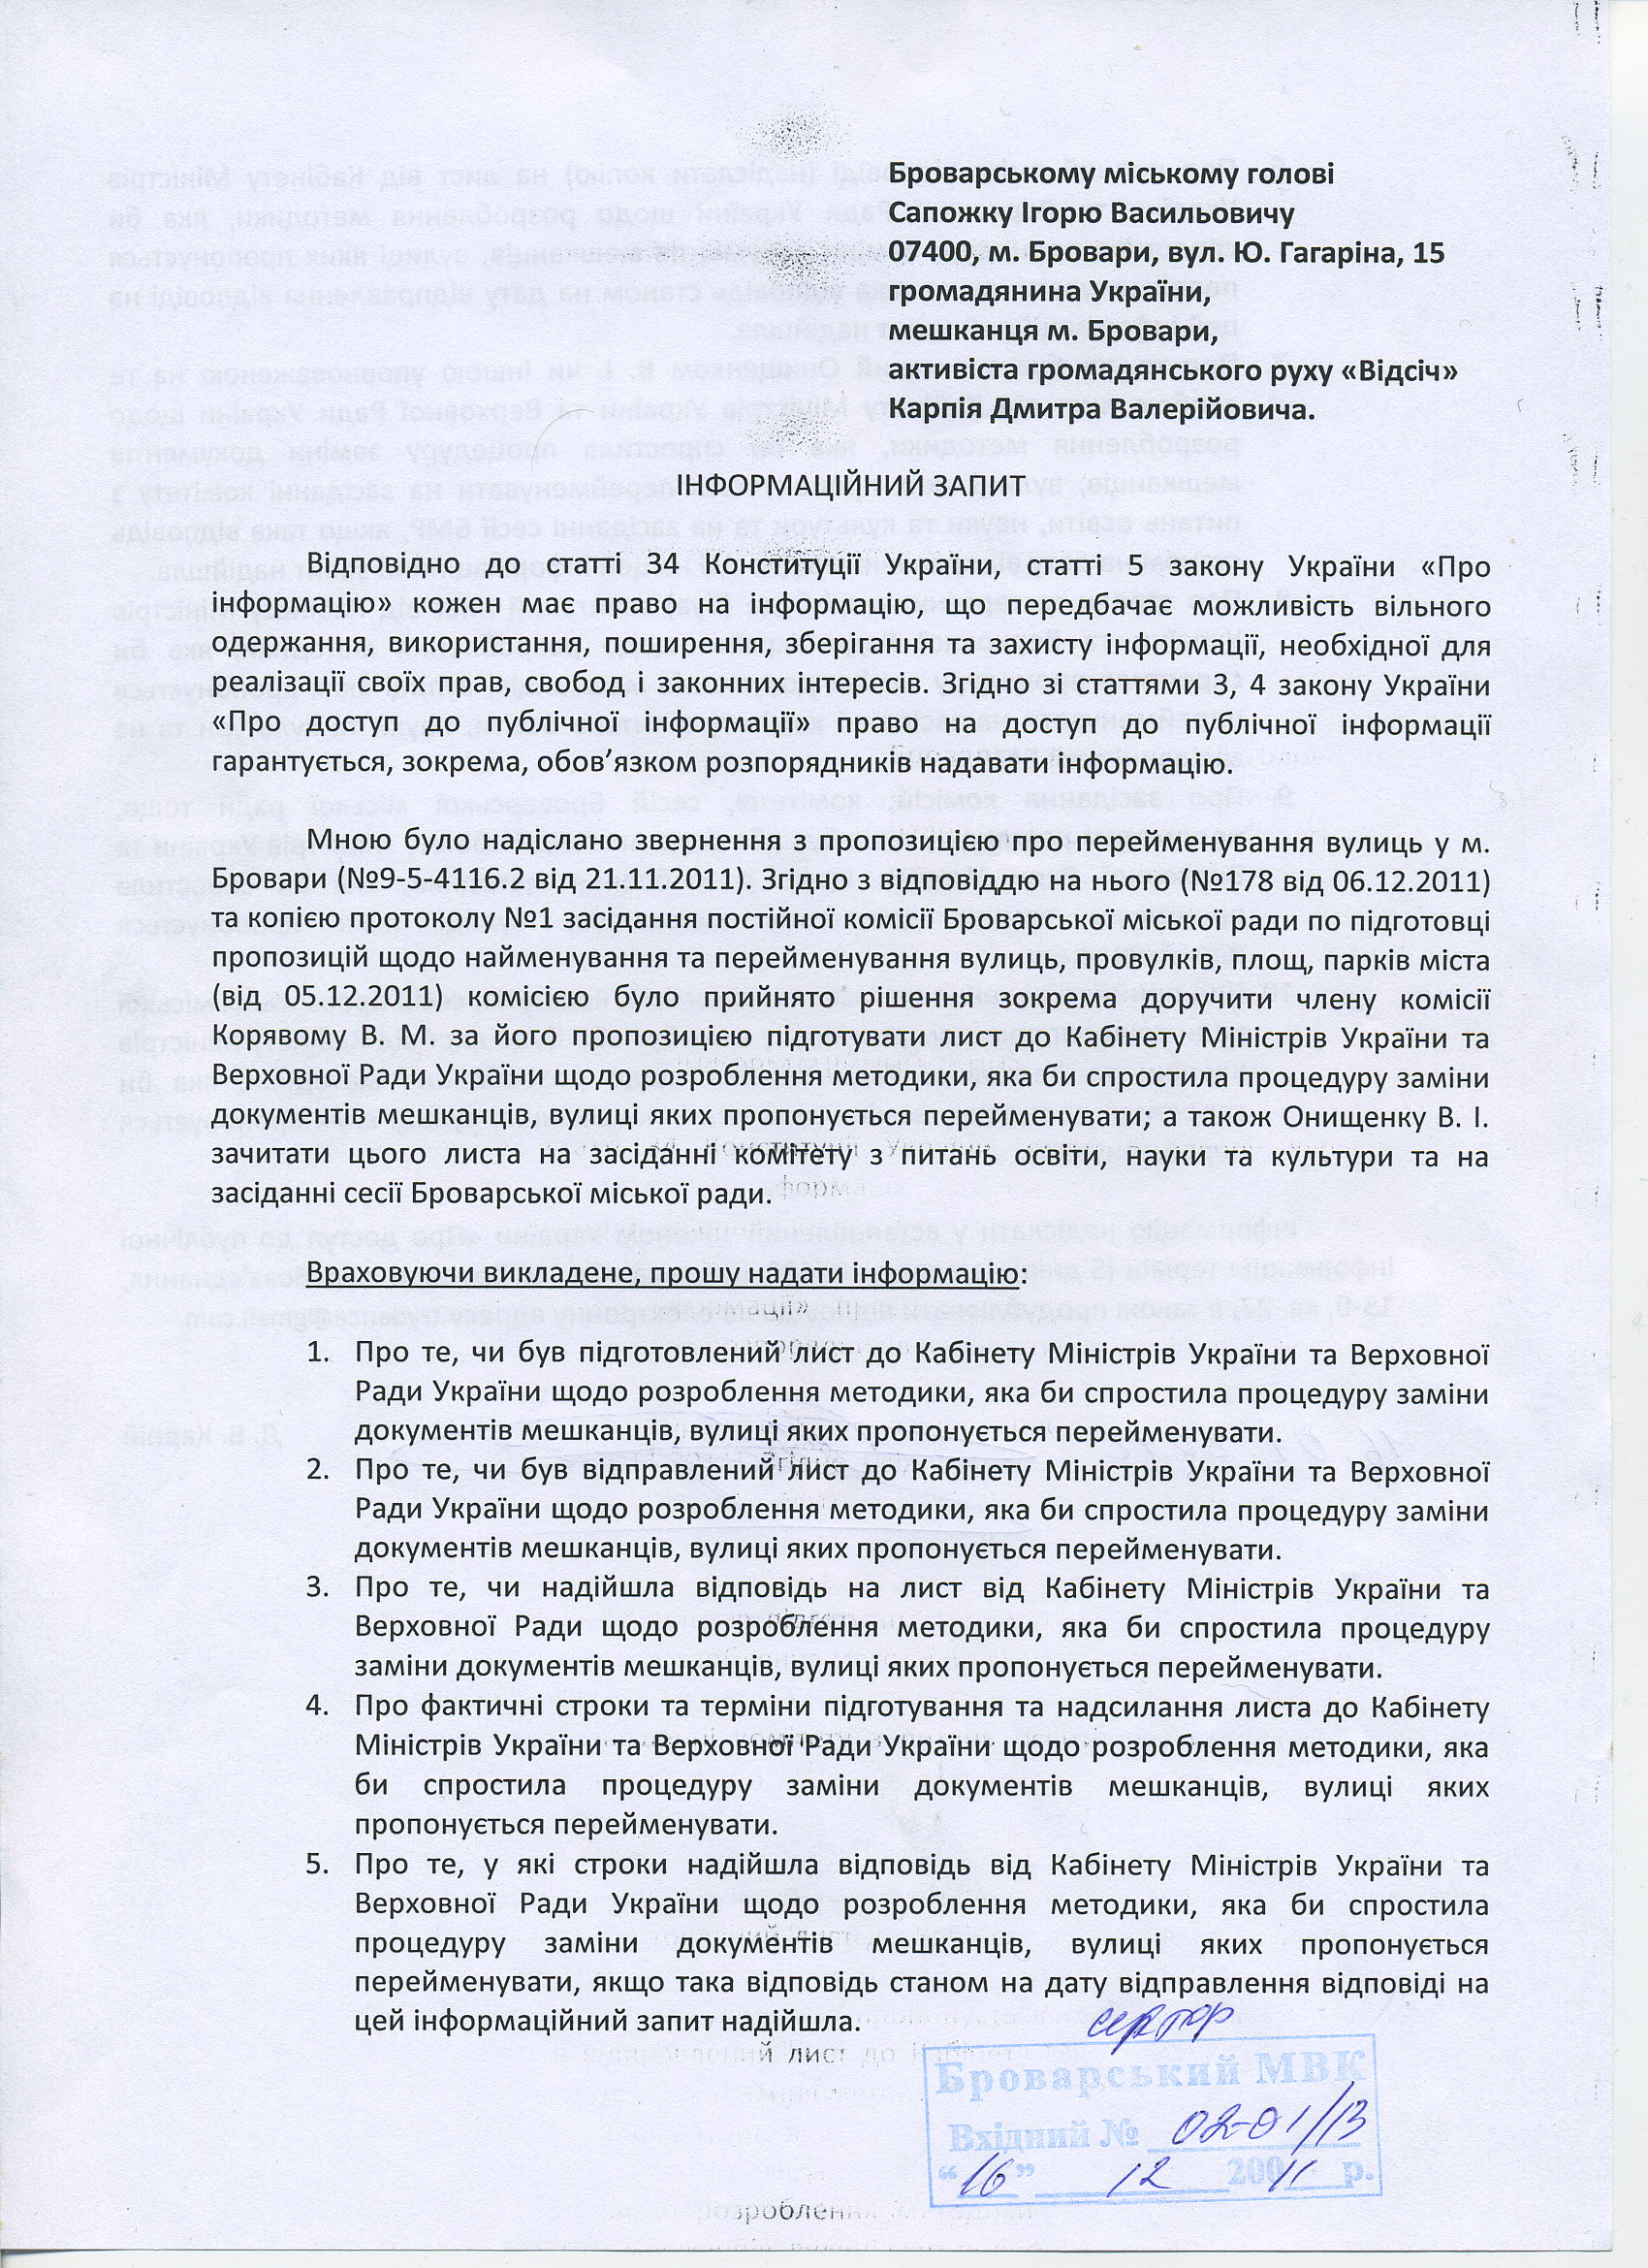 Броварському міському голові
Сапожку Ігорю Васильовичу
07400, м. Бровари, вул. Ю. Гагаріна, 15
громадянина України,
мешканця м. Бровари,
активіста громадянського руху «Відсіч»
Карпія Дмитра Валерійовича.
ІНФОРМАЦІЙНИЙ ЗАПИТ
Відповідно до статті 34 Конституції України, статті 5 закону України «Про
інформацію» кожен має право на інформацію, що передбачає можливість вільного
одержання, використання, поширення, зберігання та захисту інформації, необхідної для
реалізації своїх прав, свобод і законних інтересів. Згідно зі статтями 3, 4 закону України
«Про доступ до публічної інформації» право на доступ до публічної інформації
гарантується, зокрема, обов’язком розпорядників надавати інформацію.
Мною було надіслано звернення з пропозицією про перейменування вулиць у м.
Бровари (№9-5-4116.2 від 21.11.2011). Згідно з відповіддю на нього (№178 від 06.12.2011)
та копією протоколу №1 засідання постійної комісії Броварської міської ради по підготовці
пропозицій щодо найменування та перейменування вулиць, провулків, площ, парків міста
(від 05.12.2011) комісією було прийнято рішення зокрема доручити члену комісії
Корявому В. М. за його пропозицією підготувати лист до Кабінету Міністрів України та
Верховної Ради України щодо розроблення методики, яка би спростила процедуру заміни
документів мешканців, вулиці яких пропонується перейменувати; а також Онищенку В. І.
зачитати цього листа на засіданні комітету з питань освіти, науки та культури та на
засіданні сесії Броварської міської ради.
Враховуючи викладене, прошу надати інформацію:
1. Про те, чи був підготовлений лист до Кабінету Міністрів України та Верховної
Ради України щодо розроблення методики, яка би спростила процедуру заміни
документів мешканців, вулиці яких пропонується перейменувати.
2. Про те, чи був відправлений лист до Кабінету Міністрів України та Верховної
Ради України щодо розроблення методики, яка би спростила процедуру заміни
документів мешканців, вулиці яких пропонується перейменувати.
3. Про те, чи надійшла відповідь на лист від Кабінету Міністрів України та
Верховної Ради щодо розроблення методики, яка би спростила процедуру
заміни документів мешканців, вулиці яких пропонується перейменувати.
4. Про фактичні строки та терміни підготування та надсилання листа до Кабінету
Міністрів України та Верховної Ради України щодо розроблення методики, яка
би спростила процедуру заміни документів мешканців, вулиці яких
пропонується перейменувати.
5. Про те, у які строки надійшла відповідь від Кабінету Міністрів України та
Верховної Ради України щодо розроблення методики, яка би спростила
процедуру заміни документів мешканців, вулиці яких пропонується
перейменувати, якщо така відповідь станом на дату відправлення відповіді на
цей інформаційний запит надійшла.
сектор
Броварський МВК
Вхідний № 02-01/13
“16” 12 200 11 р.